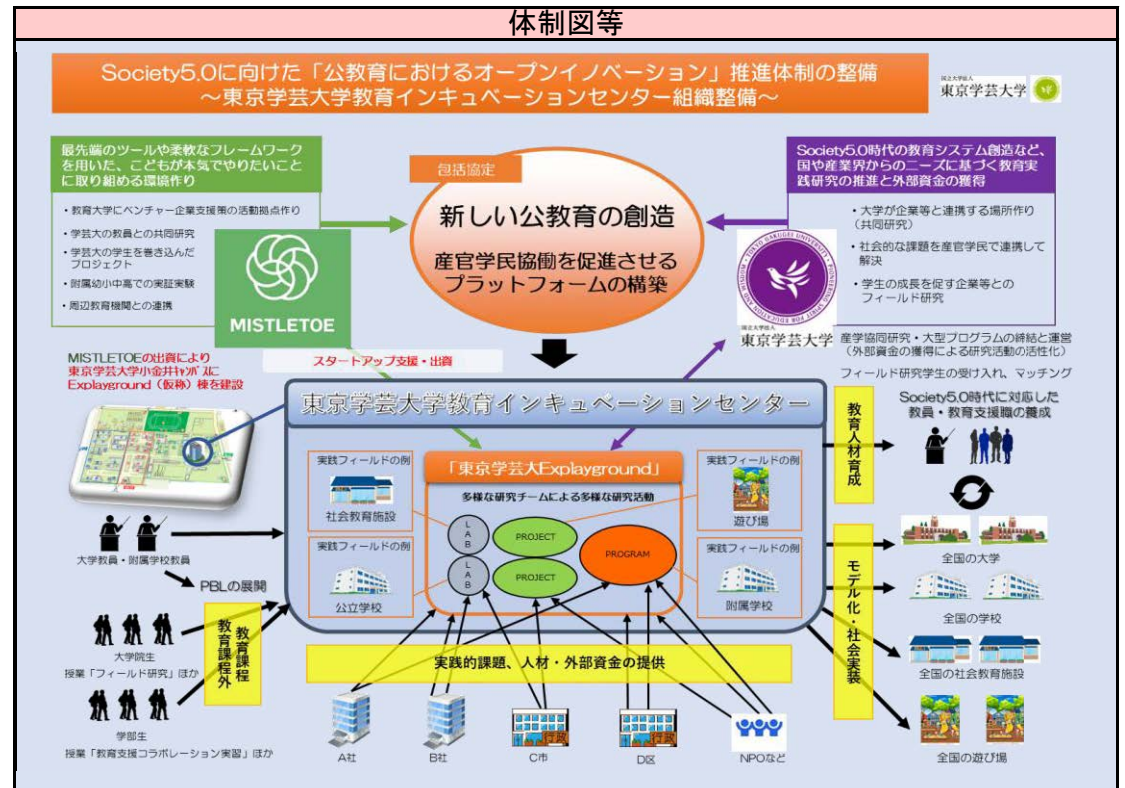 体制図等
Society5.0に向けた「公教育におけるオープンイノベーション」推進体制の整備
～東京学芸大学教育インキュベーションセンター組織整備～
国立大学法人
東京学芸大学
最先端のツールや柔軟なフレームワーク
を用いた、こどもが本気でやりたいこと
に取り組める環境作り
・教育大学にベンチャー企業支援策の活動拠点作り
・学芸大の教員との共同研究
・学芸大の学生を巻き込んだ
プロジェクト
・附属幼小中高での実証実験
・周辺教育機関との連携
MISTLETOE
包括協定
新しい公教育の創造
産官学民協働を促進させる
プラットフォームの構築
Society5.0時代の教育システム創造など、
国や産業界からのニーズに基づく教育実
践研究の推進と外部資金の獲得
・大学が企業等と連携する場所作り
（共同研究）
・社会的な課題を産官学民で連携して
解決
・学生の成長を促す企業等との
フィールド研究
TOKYO GAKUGEI UNIVERSITY
国立大学法人
東京学芸大学
産学協同研究・大型プログラムの締結と運営
（外部資金の獲得による研究活動の活性化）
フィールド研究学生の受け入れ、マッチング
MISTLETOEの出資により
東京学芸大学小金井ｷｬﾝﾊﾟｽに
Explayground（仮称）棟を建設
スタートアップ支援・出資
東京学芸大学教育インキュベーションセンター
実践フィールドの例
社会教育施設
実践フィールドの例
公立学校
「東京学芸大Explayground」
多様な研究チームによる多様な研究活動
LAB
LAB
PROJECT
PROJECT
PROGRAM
実践フィールドの例
遊び場
実践フィールドの例
附属学校
教育人材育成
Society5.0時代に対応した
教員・教育支援職の養成
モデル化・社会実装
全国の大学
全国の学校
全国の社会教育施設
全国の遊び場
大学教員・附属学校教員
PBLの展開
教育課程
教育課程外
大学院生
授業「フィールド研究」ほか
学部生
授業「教育支援コラボレーション実習」ほか
実践的課題、人材・外部資金の提供
A社
B社
行政
C市
行政
D区
NPOなど